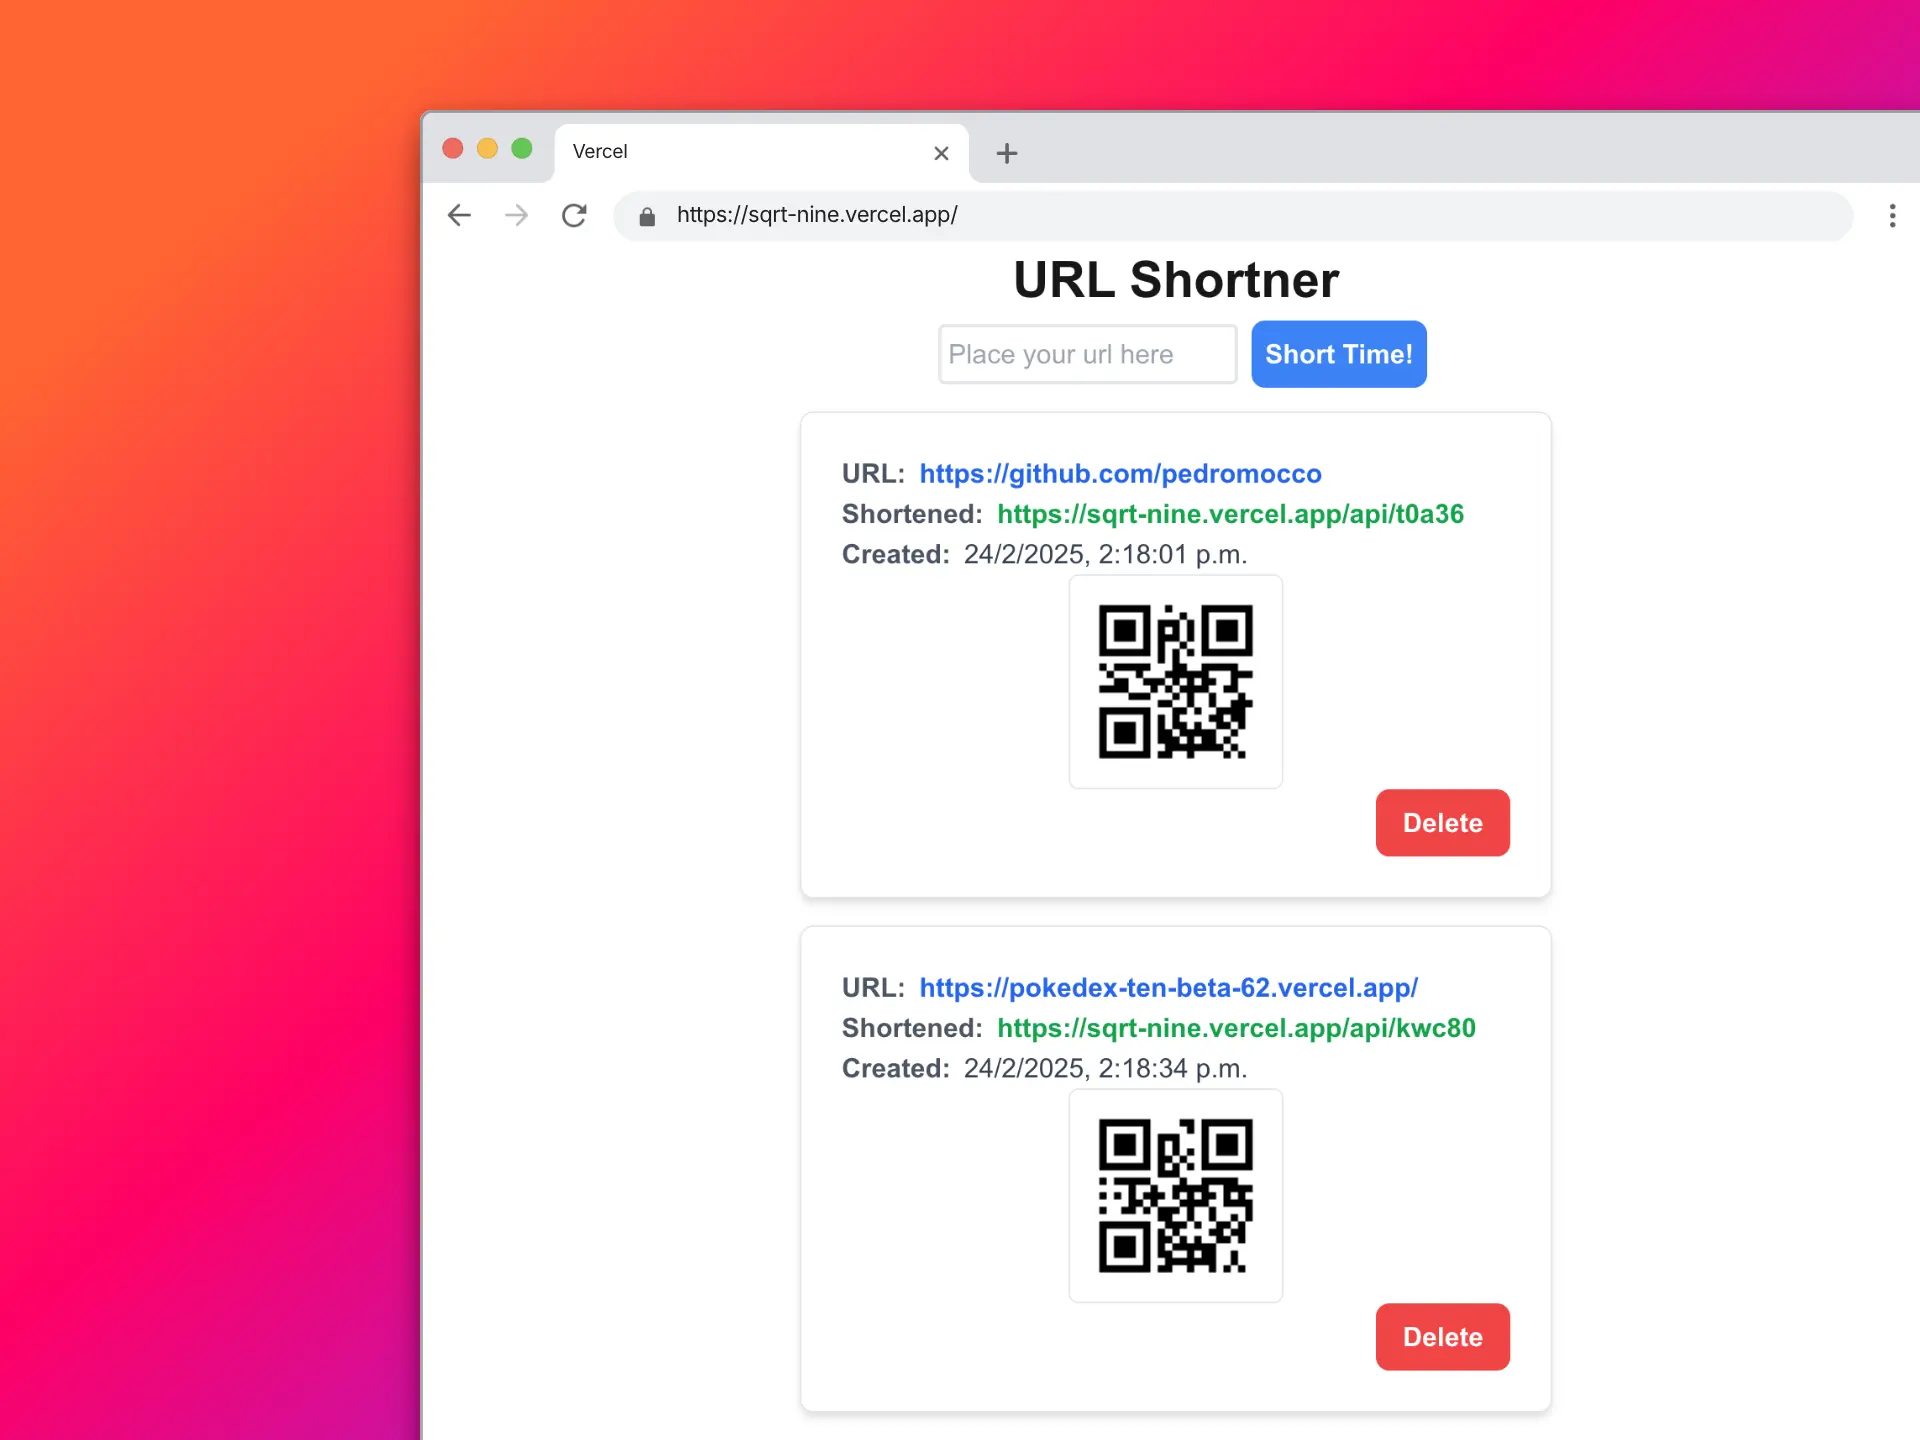 Vercel
https://sqrt-nine.vercel.app/
URL Shortner
Place your url here
Short Time!
URL: https://github.com/pedromocco
Shortened: https://sqrt-nine.vercel.app/api/t0a36
Created: 24/2/2025, 2:18:01 p.m.
Delete
URL: https://pokedex-ten-beta-62.vercel.app/
Shortened: https://sqrt-nine.vercel.app/api/kwc80
Created: 24/2/2025, 2:18:34 p.m.
Delete